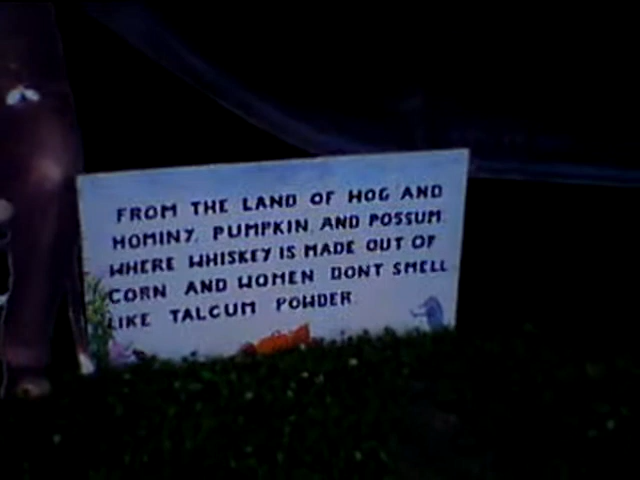 FROM THE LAND OF HOG AND
HOMINY, PUMPKIN, AND POSSUM
WHERE WHISKEY IS MADE OUT OF
CORN AND WOMEN DONT SMELL
LIKE TALCUM POWDER